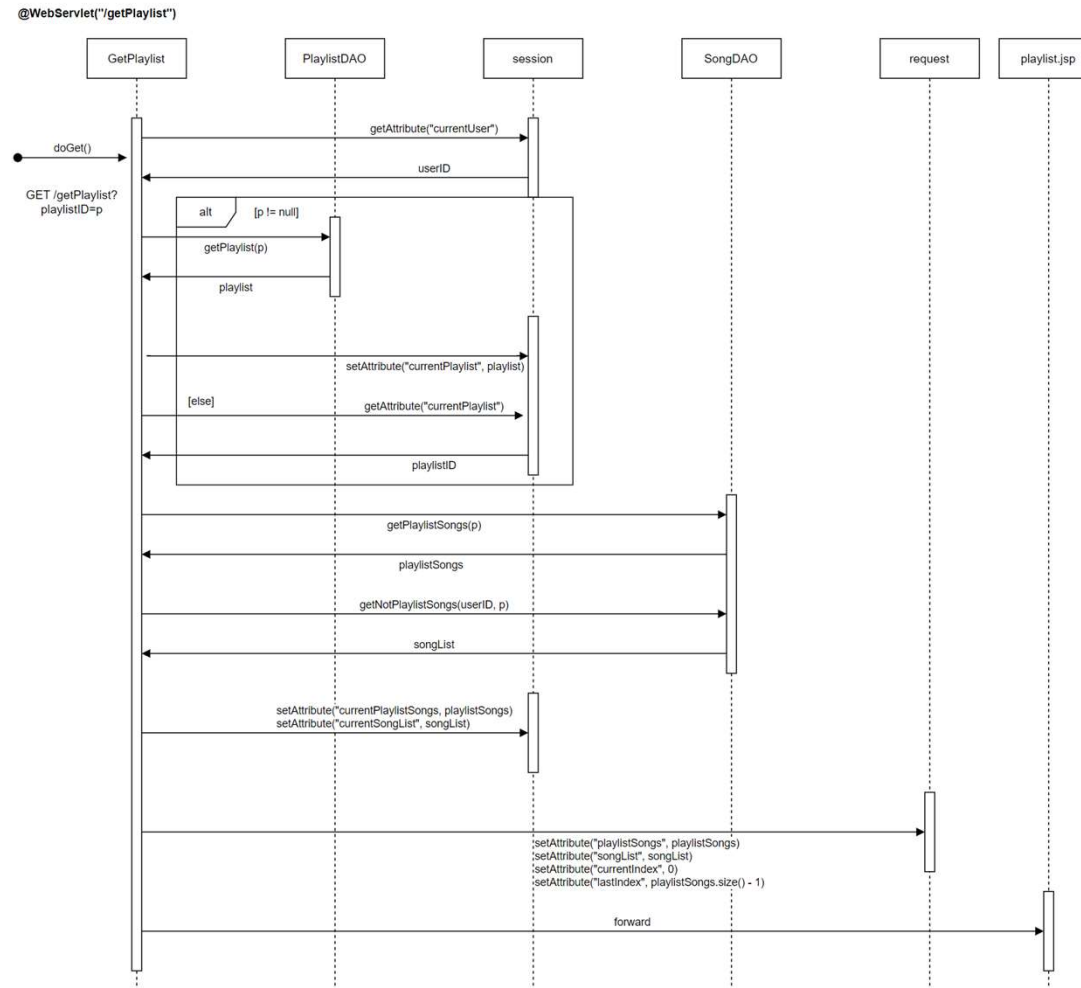 @WebServlet("/getPlaylist")
GetPlaylist
PlaylistDAO
session
SongDAO
request
playlist.jsp
getAttribute("currentUser")
doGet()
userID
GET /getPlaylist?
playlistID=p
alt
[p != null]
getPlaylist(p)
playlist
setAttribute("currentPlaylist", playlist)
[else]
getAttribute("currentPlaylist")
playlistID
getPlaylistSongs(p)
playlistSongs
getNotPlaylistSongs(userID, p)
songList
setAttribute("currentPlaylistSongs, playlistSongs)
setAttribute("currentSongList", songList)
setAttribute("playlistSongs", playlistSongs)
setAttribute("songList", songList)
setAttribute("currentIndex", 0)
setAttribute("lastIndex", playlistSongs.size() - 1)
forward